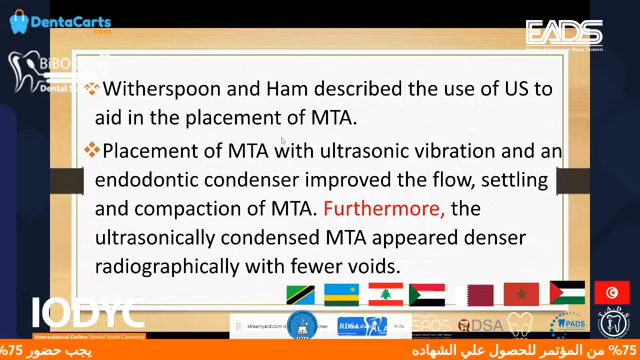 DentaCarts
.com
EADS
BiBO Dent
❖ Witherspoon and Ham described the use of US to
aid in the placement of MTA.
❖ Placement of MTA with ultrasonic vibration and an
endodontic condenser improved the flow, settling
and compaction of MTA. Furthermore, the
ultrasonically condensed MTA appeared denser
radiographically with fewer voids.
IODYC
International Online Dental Youth Congress
RDSA
DSA
PADS
75% من المؤتمر للحصول علي الشهاده
يجب حضور 75%